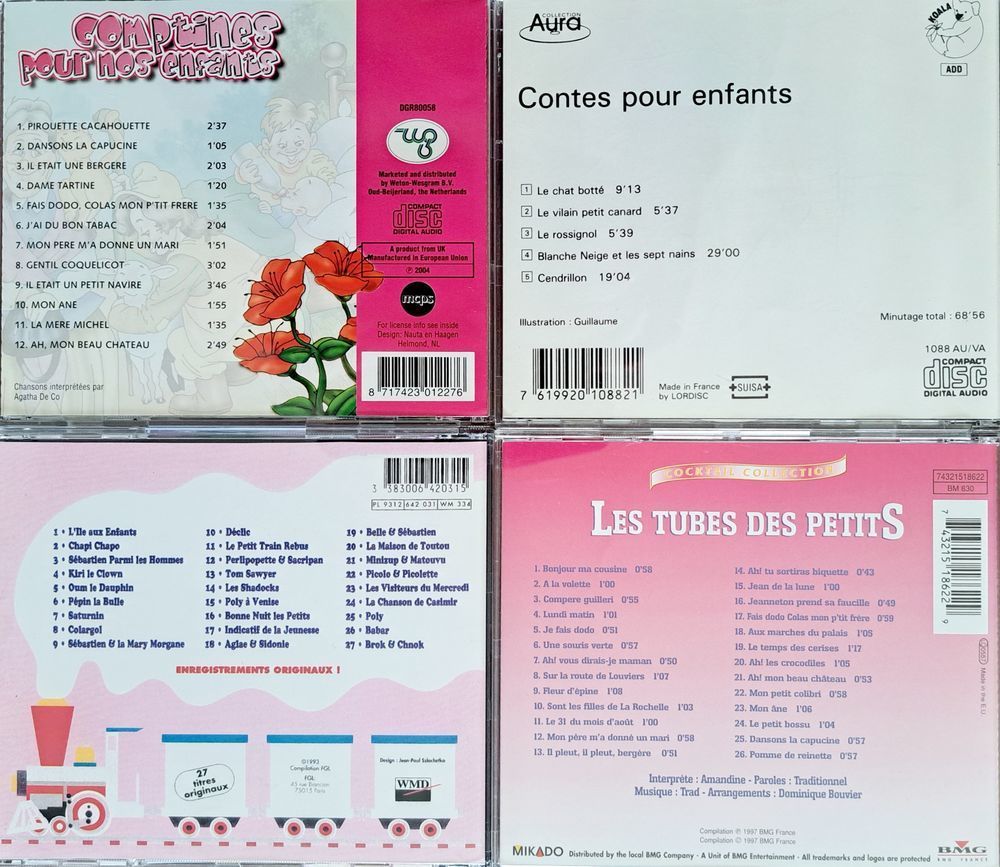 Comptines
pour nos enfants
1. PIROUETTE CACAHOUETTE 2'37
2. DANSONS LA CAPUCINE 1'05
3. IL ETAIT UNE BERGERE 2'03
4. DAME TARTINE 1'20
5. FAIS DODO, COLAS MON P'TIT FRERE 1'35
6. J'AI DU BON TABAC 2'04
7. MON PERE M'A DONNE UN MARI 1'51
8. GENTIL COQUELICOT 3'02
9. IL ETAIT UN PETIT NAVIRE 3'46
10. MON ANE 1'55
11. LA MERE MICHEL 1'35
12. AH, MON BEAU CHATEAU 2'49
Chansons interprétées par
Agatha De Co
DGR80058
wg
Marketed and distributed
by Weton-Wesgram B.V.
Oud-Beijerland, the Netherlands
COMPACT
disc
DIGITAL AUDIO
A product from UK
Manufactured in European Union
℗ 2004
mcps
For license info see inside
Design: Nauta en Haagen
Helmond, NL
8 717423 012276
COLLECTION
Aura
KOALA
ADD
Contes pour enfants
1 Le chat botté 9'13
2 Le vilain petit canard 5'37
3 Le rossignol 5'39
4 Blanche Neige et les sept nains 29'00
5 Cendrillon 19'04
Illustration : Guillaume
Minutage total : 68'56
7 619920 108821
Made in France
by LORDISC
SUISA
1088 AU/VA
COMPACT
disc
DIGITAL AUDIO
3 383006 420315
PL 9312 642 031 WM 334
1 • L'Ile aux Enfants
2 • Chapi Chapo
3 • Sébastien Parmi les Hommes
4 • Kiri le Clown
5 • Oum le Dauphin
6 • Pépin la Bulle
7 • Saturnin
8 • Colargol
9 • Sébastien & la Mary Morgane
10 • Déclic
11 • Le Petit Train Rebus
12 • Perlipopette & Sacripan
13 • Tom Sawyer
14 • Les Shadocks
15 • Poly à Venise
16 • Bonne Nuit les Petits
17 • Indicatif de la Jeunesse
18 • Aglae & Sidonie
19 • Belle & Sébastien
20 • La Maison de Toutou
21 • Minizup & Matouvu
22 • Picolo & Picolette
23 • Les Visiteurs du Mercredi
24 • La Chanson de Casimir
25 • Poly
26 • Babar
27 • Brok & Chnok
ENREGISTREMENTS ORIGINAUX !
27
titres
originaux
©1993
Compilation FGL
FGL
45 rue Brancion
75015 Paris
Design : Jean-Paul Szlachetka
WMD
COCKTAIL COLLECTION
74321518622
BM 630
LES TUBES DES PETITS
1. Bonjour ma cousine 0'58
2. A la volette 1'00
3. Compere guilleri 0'55
4. Lundi matin 1'01
5. Je fais dodo 0'51
6. Une souris verte 0'57
7. Ah! vous dirais-je maman 0'50
8. Sur la route de Louviers 1'07
9. Fleur d'épine 1'08
10. Sont les filles de La Rochelle 1'03
11. Le 31 du mois d'août 1'00
12. Mon père m'a donné un mari 0'58
13. Il pleut, il pleut, bergère 0'51
14. Ah! tu sortiras biquette 0'43
15. Jean de la lune 1'00
16. Jeanneton prend sa faucille 0'49
17. Fais dodo Colas mon p'tit frère 0'59
18. Aux marches du palais 1'05
19. Le temps des cerises 1'17
20. Ah! les crocodiles 1'05
21. Ah! mon beau château 0'53
22. Mon petit colibri 0'58
23. Mon âne 1'06
24. Le petit bossu 1'04
25. Dansons la capucine 0'57
26. Pomme de reinette 0'57
7 43215 18622 9
Made in the E.U.
Interprète : Amandine - Paroles : Traditionnel
Musique : Trad - Arrangements : Dominique Bouvier
Compilation ℗ 1997 BMG France
Compilation © 1997 BMG France
MIKADO Distributed by the local BMG Company - A Unit of BMG Entertainment - All trademarks and logos are protected
BMG
BMG FRANCE